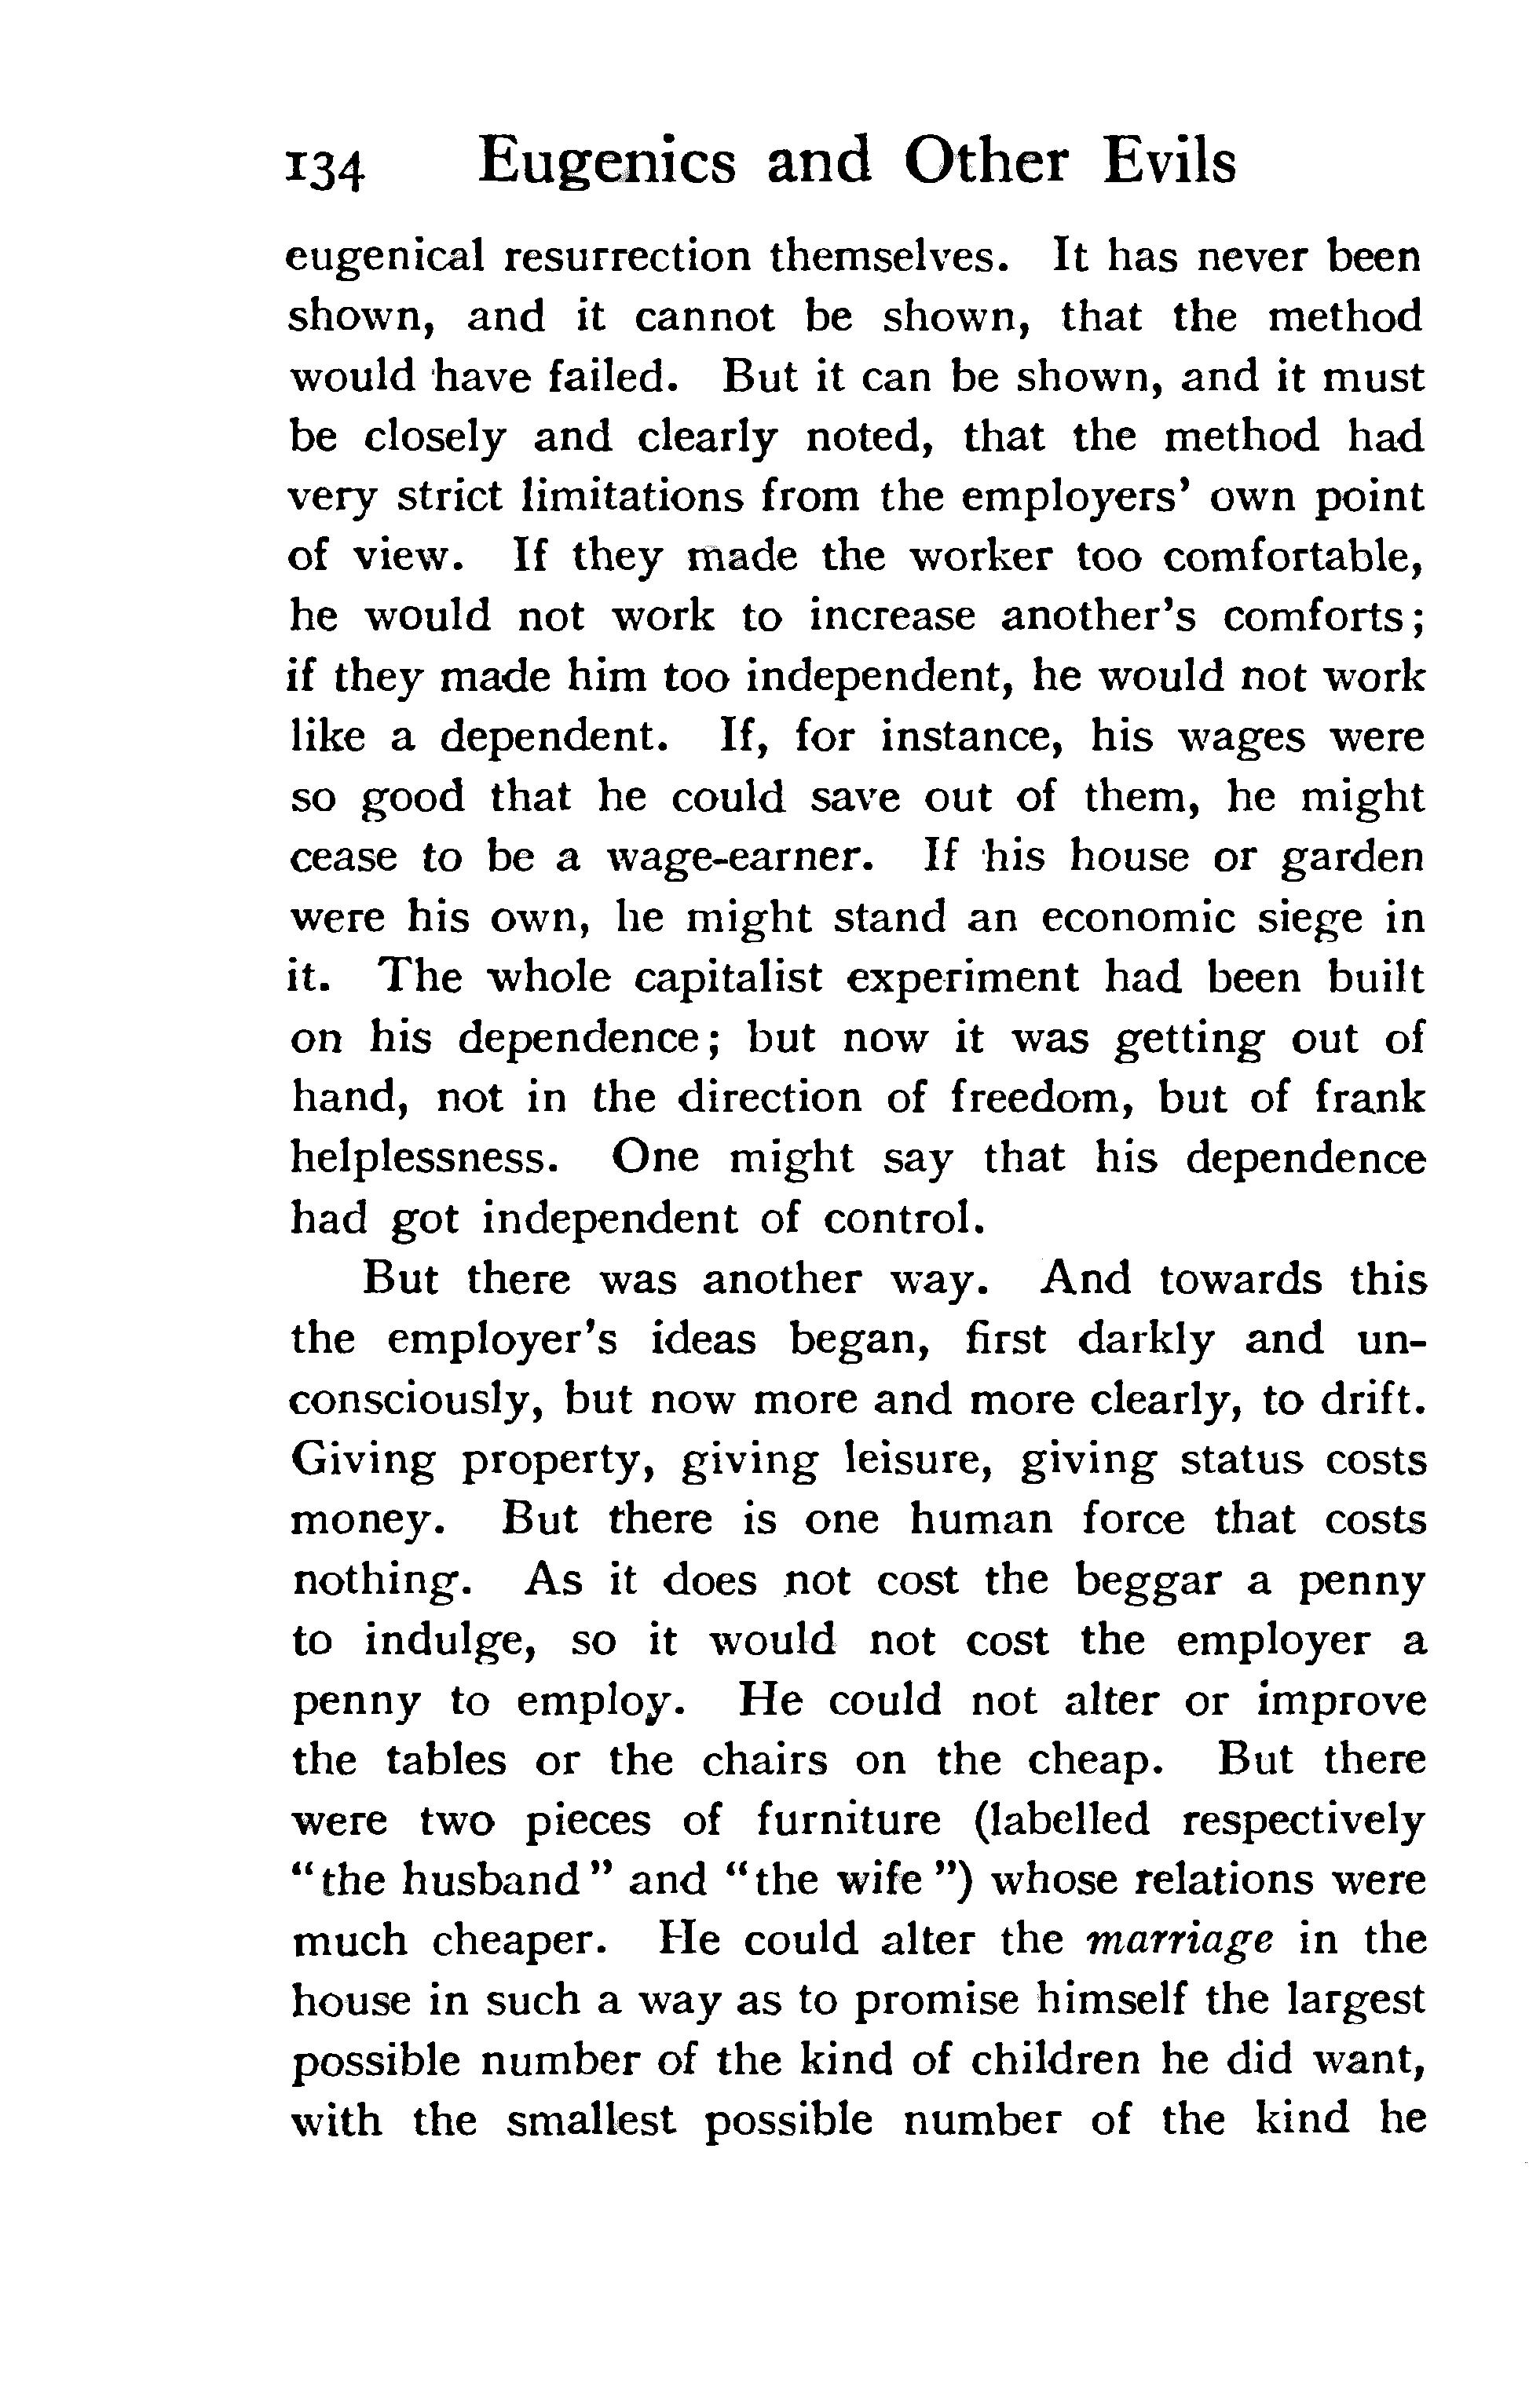 134 Eugenics and Other Evils
eugenical resurrection themselves. It has never been
shown, and it cannot be shown, that the method
would have failed. But it can be shown, and it must
be closely and clearly noted, that the method had
very strict limitations from the employers' own point
of view. If they made the worker too comfortable,
he would not work to increase another's comforts;
if they made him too independent, he would not work
like a dependent. If, for instance, his wages were
so good that he could save out of them, he might
cease to be a wage-earner. If his house or garden
were his own, he might stand an economic siege in
it. The whole capitalist experiment had been built
on his dependence; but now it was getting out of
hand, not in the direction of freedom, but of frank
helplessness. One might say that his dependence
had got independent of control.
But there was another way. And towards this
the employer's ideas began, first darkly and un-
consciously, but now more and more clearly, to drift.
Giving property, giving leisure, giving status costs
money. But there is one human force that costs
nothing. As it does not cost the beggar a penny
to indulge, so it would not cost the employer a
penny to employ. He could not alter or improve
the tables or the chairs on the cheap. But there
were two pieces of furniture (labelled respectively
"the husband" and "the wife") whose relations were
much cheaper. He could alter the marriage in the
house in such a way as to promise himself the largest
possible number of the kind of children he did want,
with the smallest possible number of the kind he